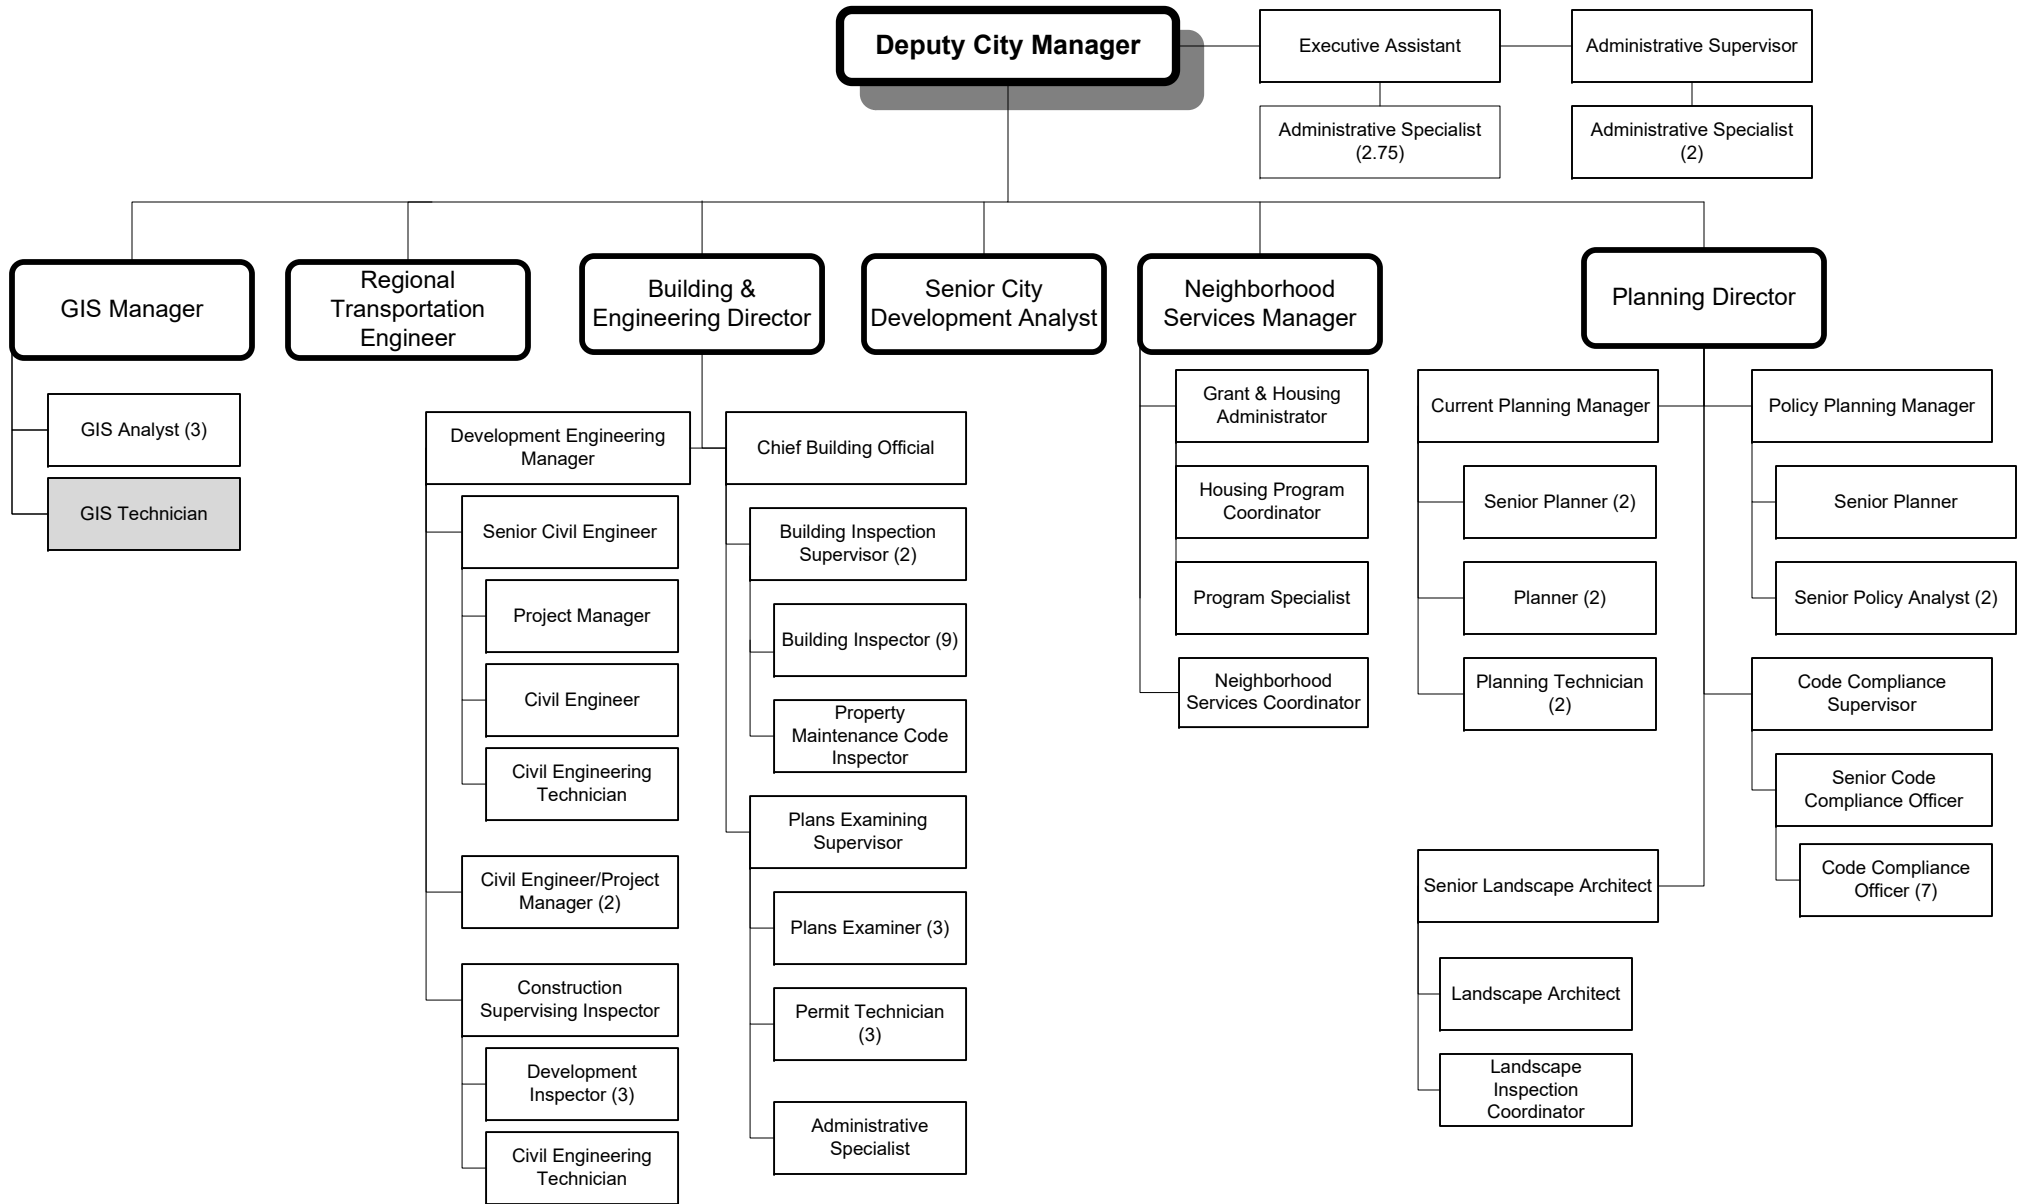 Deputy City Manager
Executive Assistant
Administrative Supervisor
Administrative Specialist
(2.75)
Administrative Specialist
(2)
GIS Manager
Regional
Transportation
Engineer
Building &
Engineering Director
Senior City
Development Analyst
Neighborhood
Services Manager
Planning Director
GIS Analyst (3)
GIS Technician
Development Engineering
Manager
Senior Civil Engineer
Project Manager
Civil Engineer
Civil Engineering
Technician
Civil Engineer/Project
Manager (2)
Construction
Supervising Inspector
Development
Inspector (3)
Civil Engineering
Technician
Chief Building Official
Building Inspection
Supervisor (2)
Building Inspector (9)
Property
Maintenance Code
Inspector
Plans Examining
Supervisor
Plans Examiner (3)
Permit Technician
(3)
Administrative
Specialist
Grant & Housing
Administrator
Housing Program
Coordinator
Program Specialist
Neighborhood
Services Coordinator
Current Planning Manager
Senior Planner (2)
Planner (2)
Planning Technician
(2)
Policy Planning Manager
Senior Planner
Senior Policy Analyst (2)
Code Compliance
Supervisor
Senior Code
Compliance Officer
Code Compliance
Officer (7)
Senior Landscape Architect
Landscape Architect
Landscape
Inspection
Coordinator